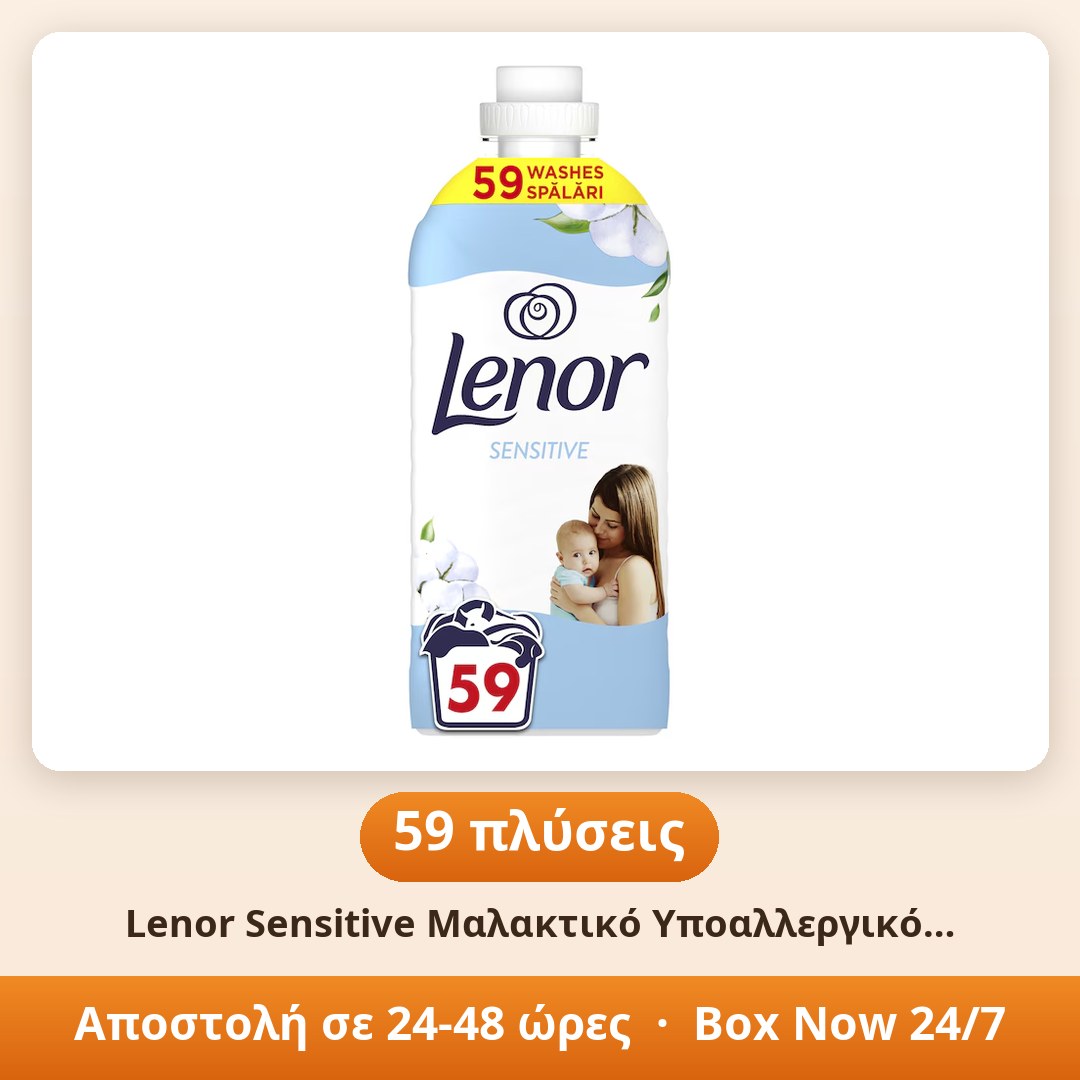 59 WASHES
SPĂLĂRI
Lenor
SENSITIVE
59
59 πλύσεις
Lenor Sensitive Μαλακτικό Υποαλλεργικό...
Αποστολή σε 24-48 ώρες · Box Now 24/7